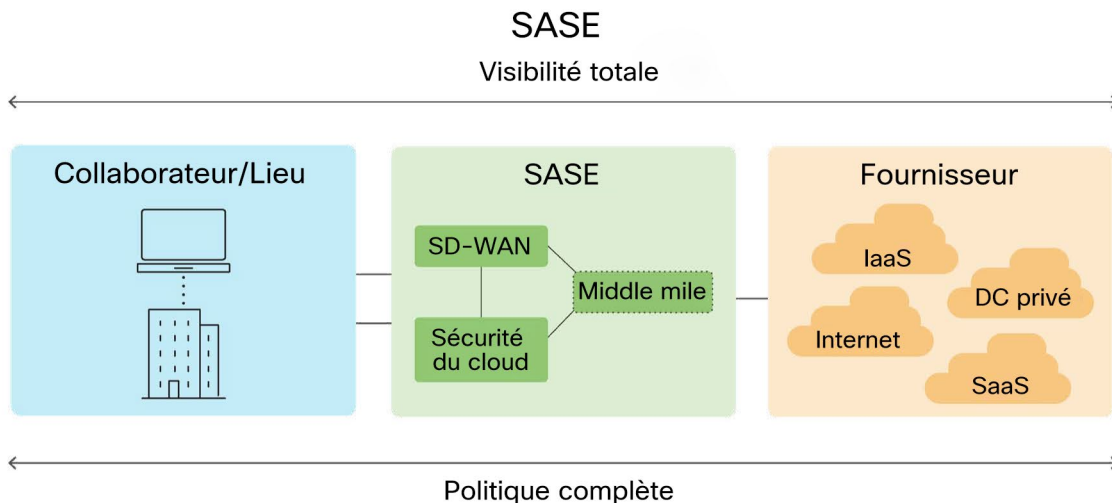 SASE
Visibilité totale
Collaborateur/Lieu
SASE
SD-WAN
Middle mile
Sécurité
du cloud
Fournisseur
IaaS
DC privé
Internet
SaaS
Politique complète